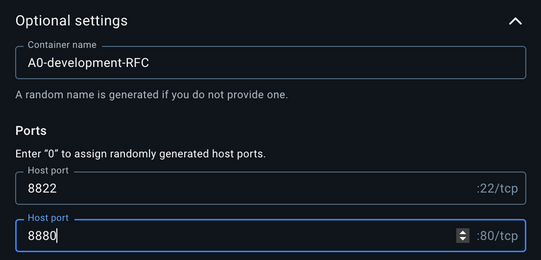 Optional settings
Container name
A0-development-RFC
A random name is generated if you do not provide one.
Ports
Enter “0” to assign randomly generated host ports.
Host port
8822 :22/tcp
Host port
8880 :80/tcp